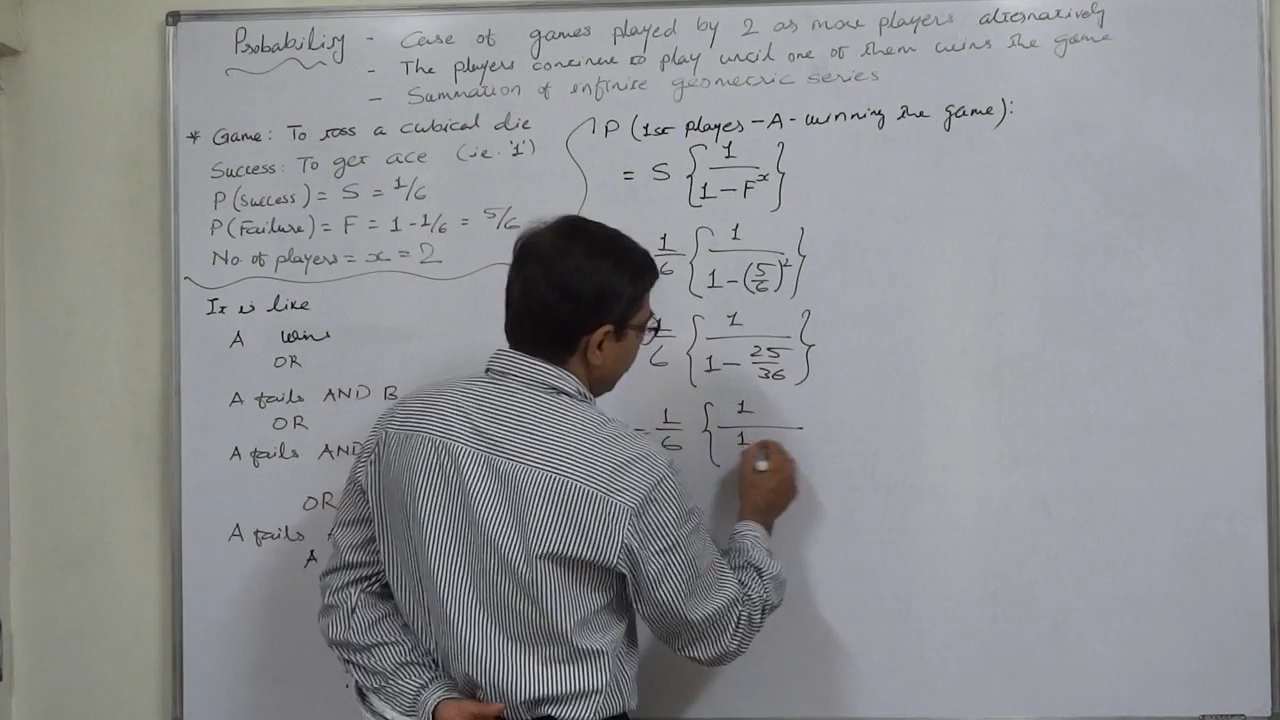 Probability - Case of games played by 2 or more players alternatively
- The players continue to play until one of them wins the game
- Summation of infinite geometric series
* Game: To toss a cubical die
Success: To get ace (ie. '1')
P(success) = S = 1/6
P(Failure) = F = 1 - 1/6 = 5/6
No. of players = x = 2
It is like
A wins
OR
A fails AND B
OR
A fails AND
OR
A fails
A
P (1st player - A - winning the game):
= S { 1 / 1 - F^x }
1/6 { 1 / 1 - (5/6)² }
1/6 { 1 / 1 - 25/36 }
= 1/6 { 1 / 1